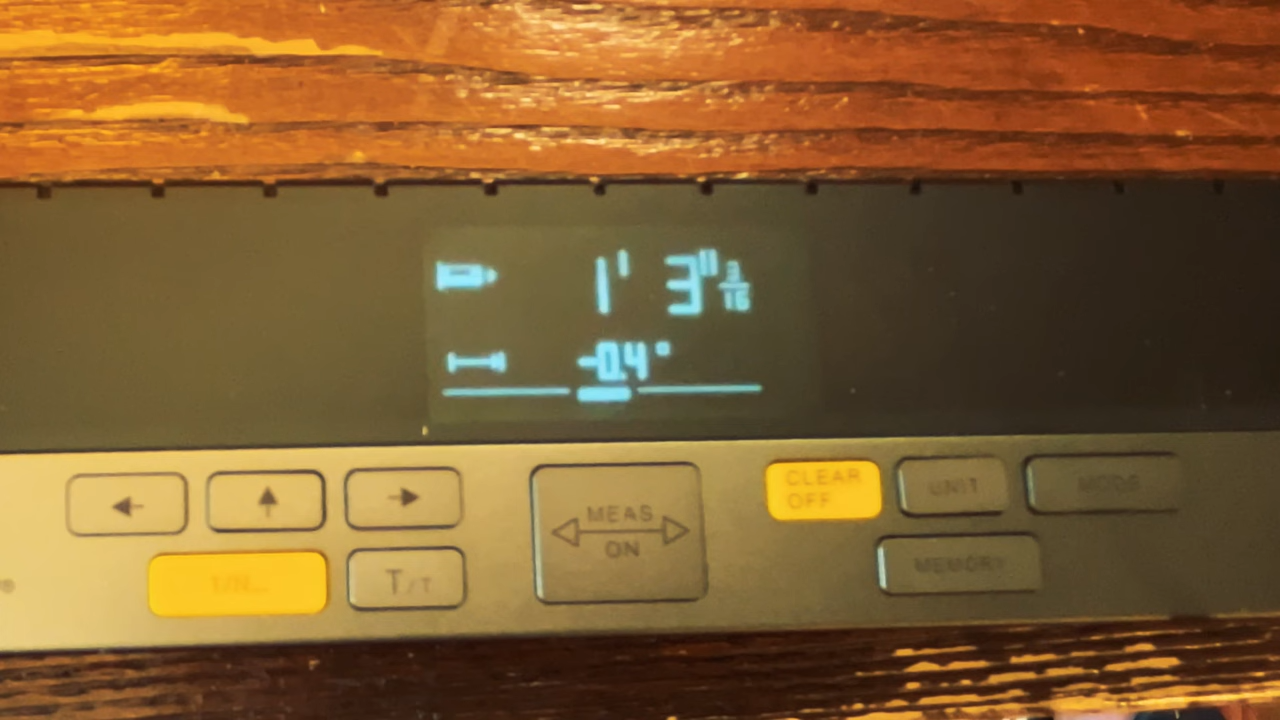 1' 3" 3/16
-0.4°
MEAS
ON
CLEAR
OFF
UNIT
MODE
T/T
MEMORY
®